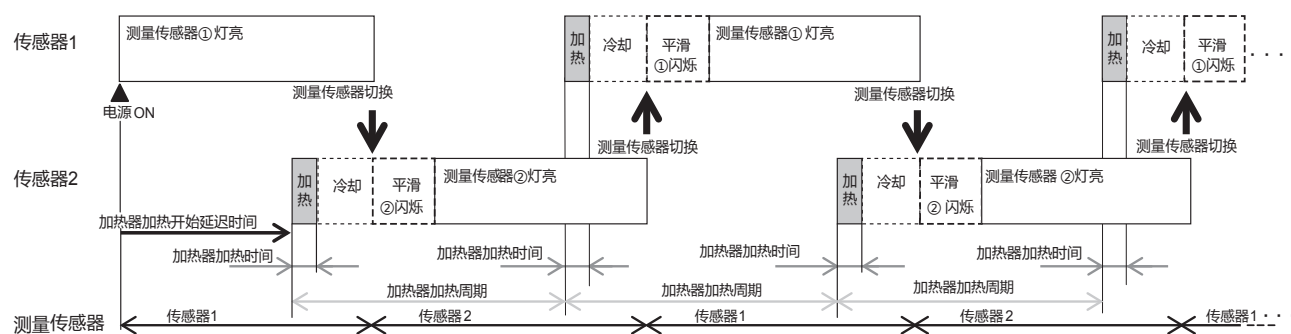 传感器1
测量传感器①灯亮
加热
冷却
平滑
①闪烁
测量传感器①灯亮
加热
冷却
平滑
①闪烁
· · ·
电源ON
测量传感器切换
测量传感器切换
测量传感器切换
测量传感器切换
传感器2
加热
冷却
平滑
②闪烁
测量传感器②灯亮
加热
冷却
平滑
②闪烁
测量传感器②灯亮
加热器加热开始延迟时间
加热器加热时间
加热器加热时间
加热器加热时间
加热器加热时间
加热器加热周期
加热器加热周期
加热器加热周期
测量传感器
传感器1
传感器2
传感器1
传感器2
传感器1 · ·